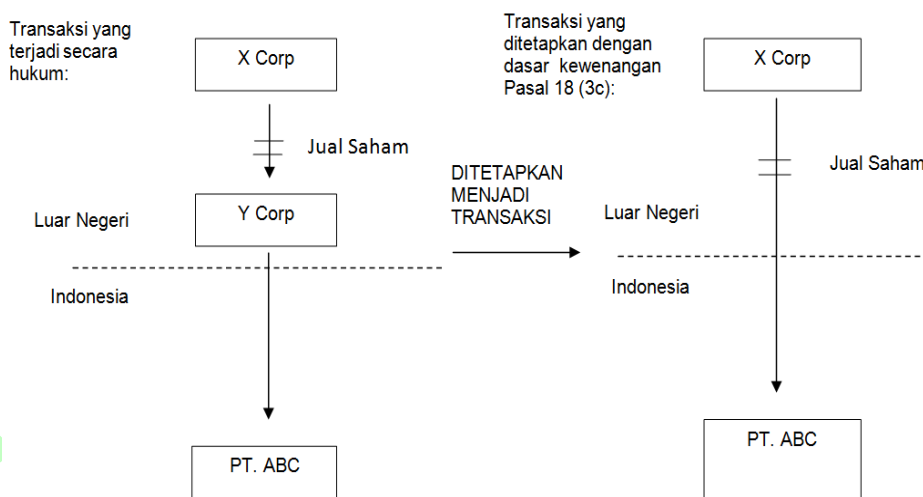 Transaksi yang
terjadi secara
hukum:
X Corp
Jual Saham
Y Corp
Luar Negeri
Indonesia
PT. ABC
DITETAPKAN
MENJADI
TRANSAKSI
Transaksi yang
ditetapkan dengan
dasar kewenangan
Pasal 18 (3c):
X Corp
Jual Saham
Luar Negeri
Indonesia
PT. ABC